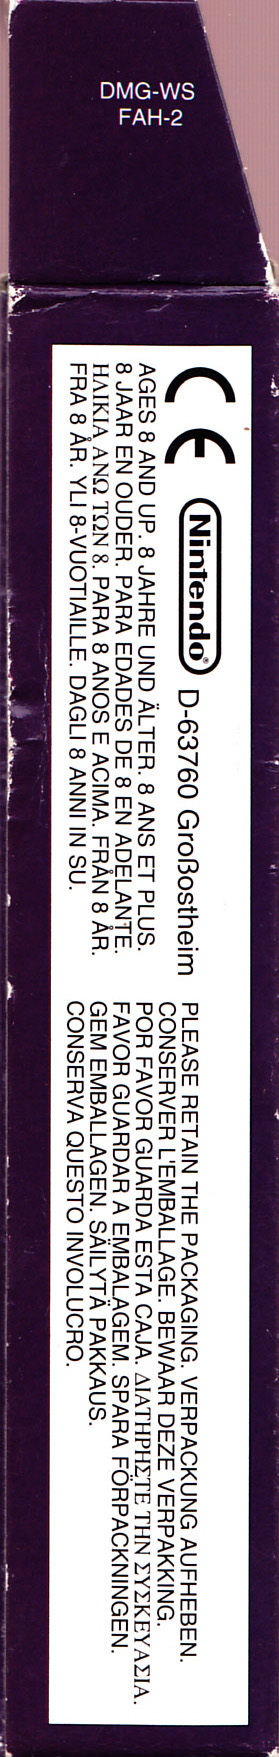 DMG-WS
FAH-2
CE
Nintendo® D-63760 Großostheim
AGES 8 AND UP. 8 JAHRE UND ÄLTER. 8 ANS ET PLUS.
8 JAAR EN OUDER. PARA EDADES DE 8 EN ADELANTE.
ΗΛΙΚΙΑ ΑΝΩ ΤΩΝ 8. PARA 8 ANOS E ACIMA. FRÅN 8 ÅR.
FRA 8 ÅR. YLI 8-VUOTIAILLE. DAGLI 8 ANNI IN SU.
PLEASE RETAIN THE PACKAGING. VERPACKUNG AUFHEBEN.
CONSERVER L'EMBALLAGE. BEWAAR DEZE VERPAKKING.
POR FAVOR GUARDA ESTA CAJA. ΔΙΑΤΗΡΗΣΤΕ ΤΗΝ ΣΥΣΚΕΥΑΣΙΑ.
FAVOR GUARDAR A EMBALAGEM. SPARA FÖRPACKNINGEN.
GEM EMBALLAGEN. SÄILYTÄ PAKKAUS.
CONSERVA QUESTO INVOLUCRO.